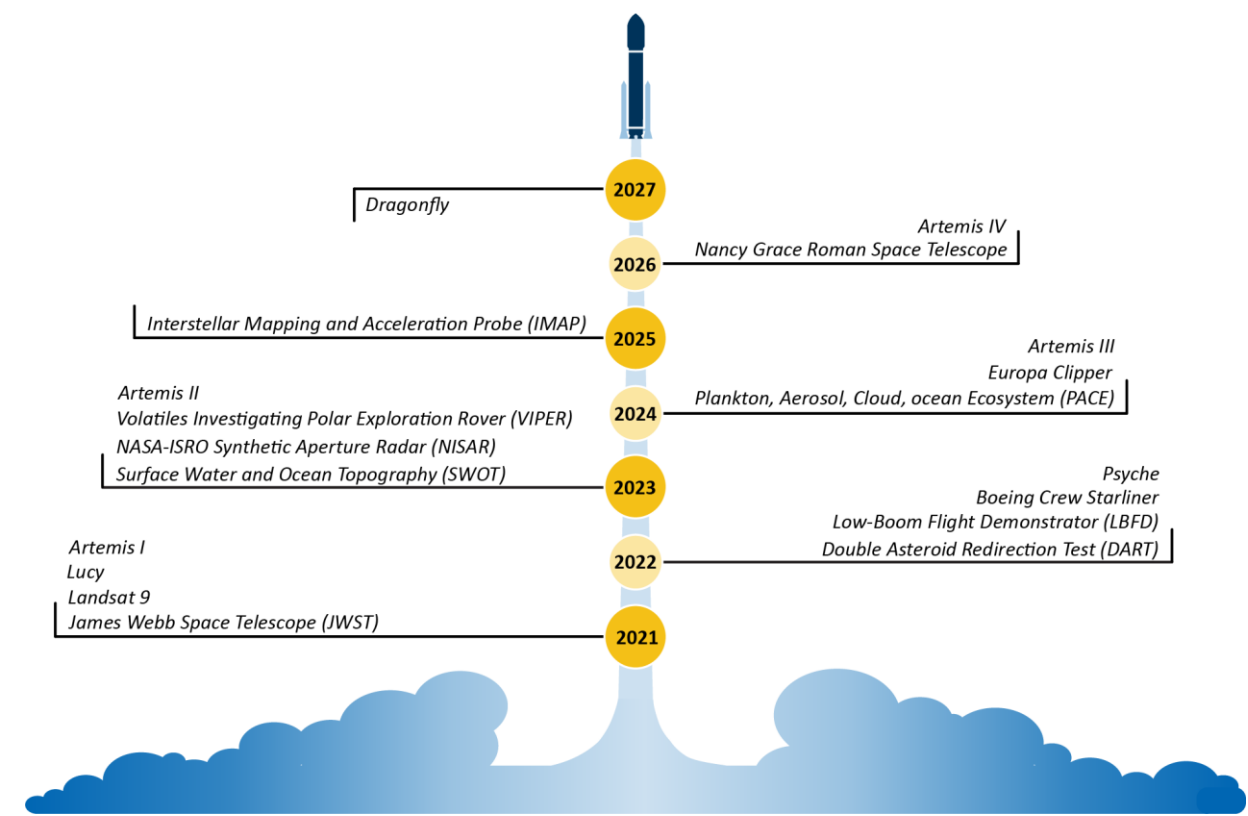 2027
Dragonfly
Artemis IV
Nancy Grace Roman Space Telescope
2026
Interstellar Mapping and Acceleration Probe (IMAP)
2025
Artemis III
Europa Clipper
Plankton, Aerosol, Cloud, ocean Ecosystem (PACE)
2024
Artemis II
Volatiles Investigating Polar Exploration Rover (VIPER)
NASA-ISRO Synthetic Aperture Radar (NISAR)
Surface Water and Ocean Topography (SWOT)
2023
Psyche
Boeing Crew Starliner
Low-Boom Flight Demonstrator (LBFD)
Double Asteroid Redirection Test (DART)
2022
Artemis I
Lucy
Landsat 9
James Webb Space Telescope (JWST)
2021